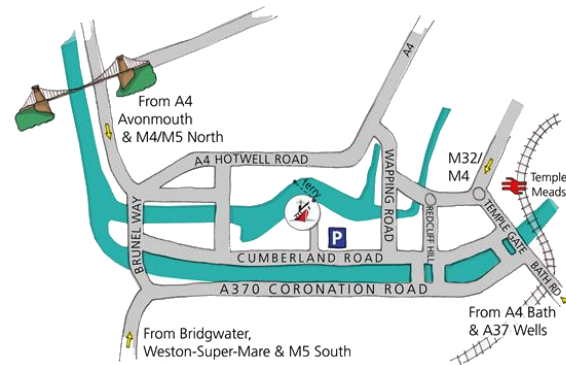 From A4
Avonmouth
& M4/M5 North
A4
A4 HOTWELL ROAD
ferry
WAPPING ROAD
M32/
M4
Temple
Meads
REDCLIFF HILL
TEMPLE GATE
BATH RD
BRUNEL WAY
P
CUMBERLAND ROAD
A370 CORONATION ROAD
From A4 Bath
& A37 Wells
From Bridgwater,
Weston-Super-Mare & M5 South